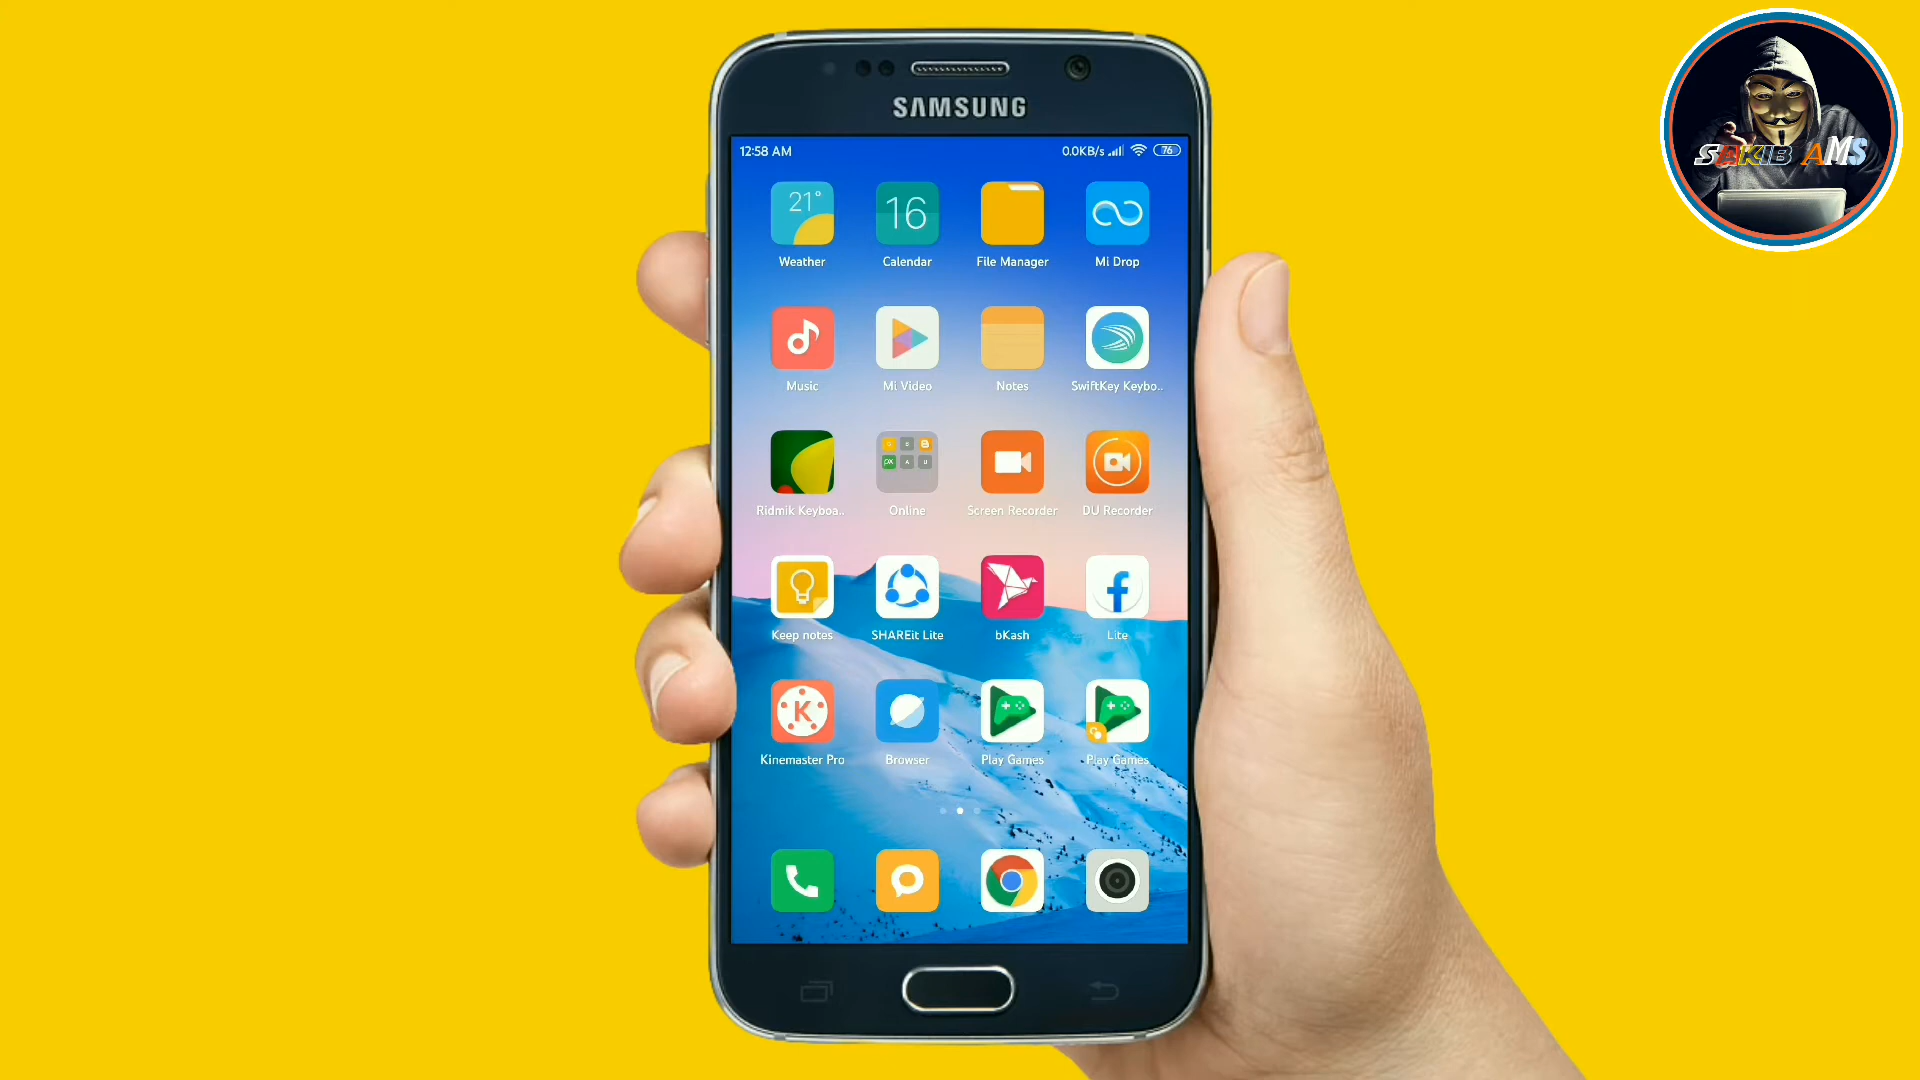 SAMSUNG
SAKIB AMS
12:58 AM
0.0KB/s
76
21°
16
Weather
Calendar
File Manager
Mi Drop
Music
Mi Video
Notes
SwiftKey Keybo..
Ridmik Keyboa..
Online
Screen Recorder
DU Recorder
Keep notes
SHAREit Lite
bKash
Lite
K
Kinemaster Pro
Browser
Play Games
Play Games